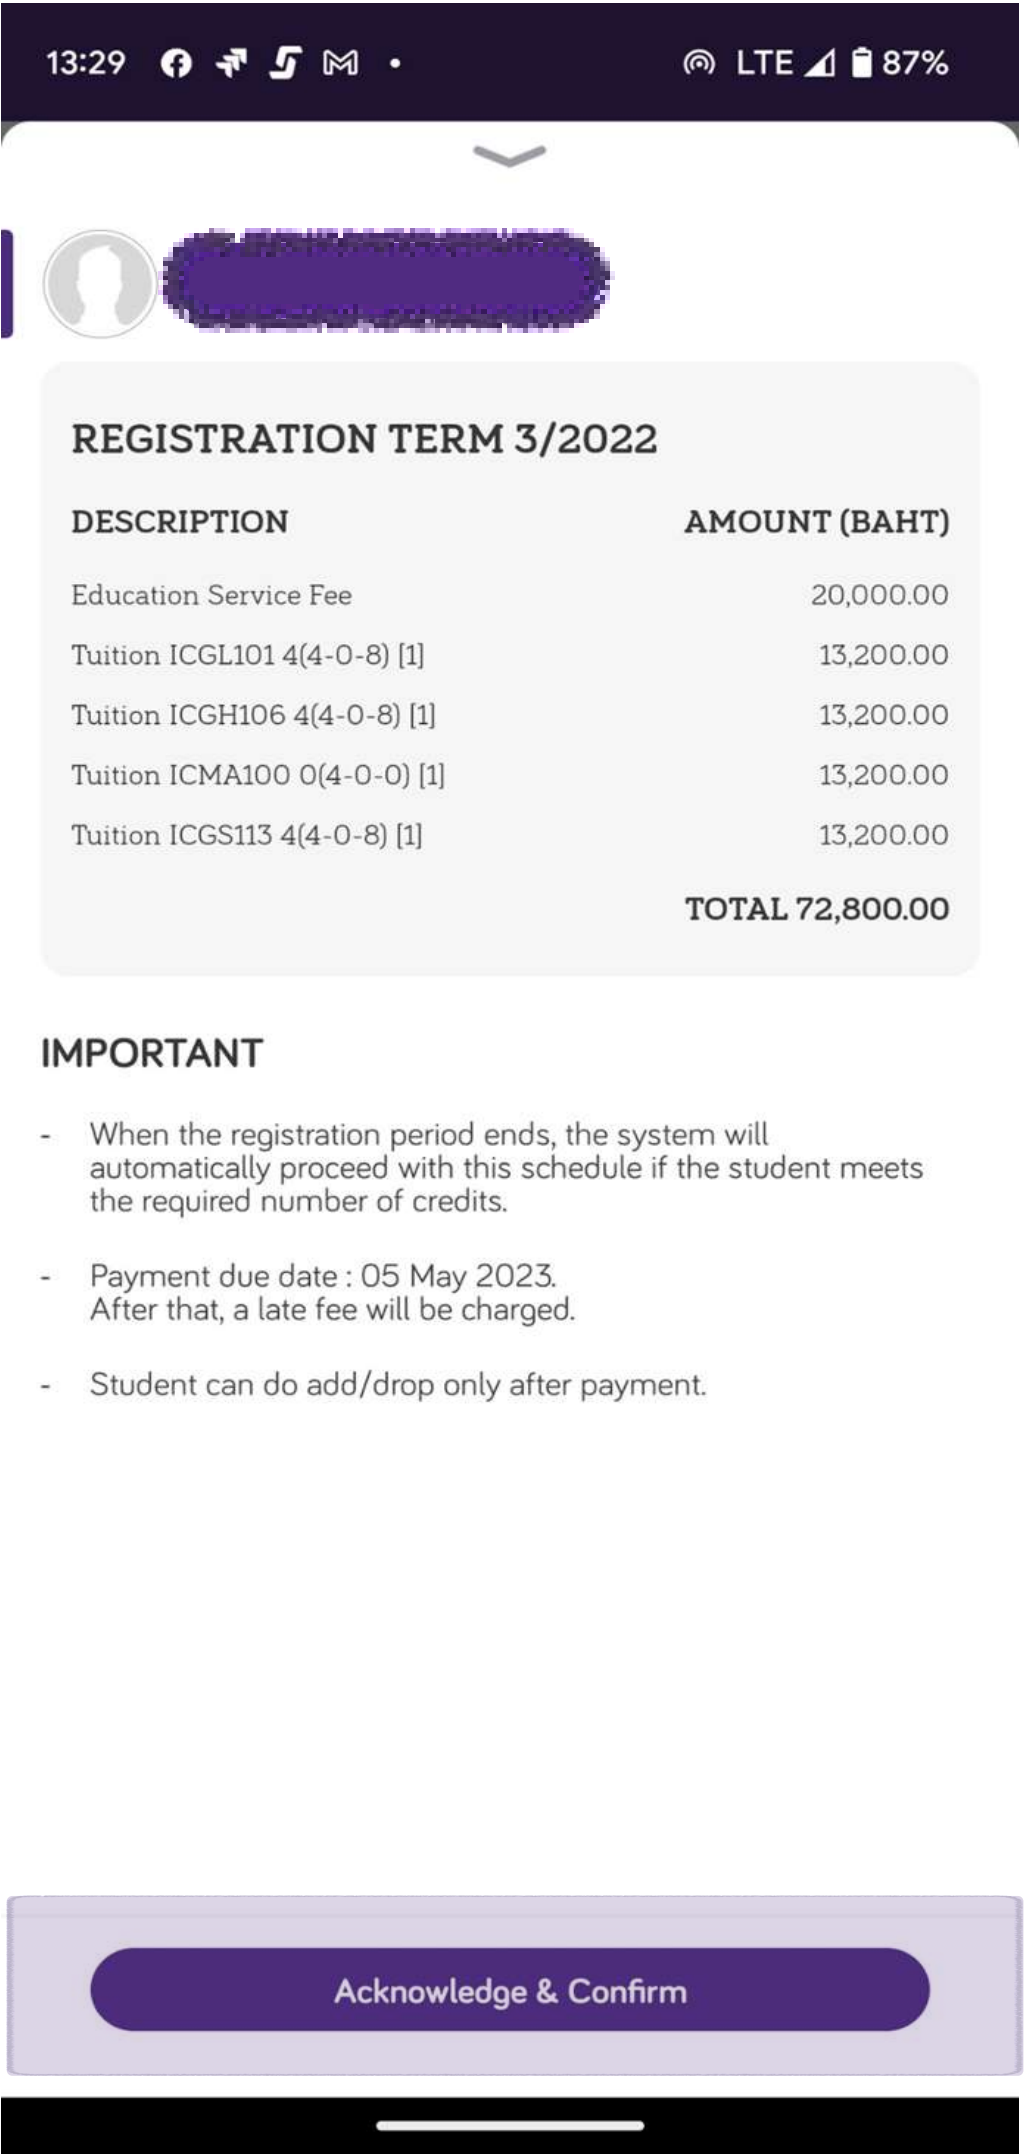 13:29 LTE 87%
REGISTRATION TERM 3/2022
DESCRIPTION AMOUNT (BAHT)
Education Service Fee 20,000.00
Tuition ICGL101 4(4-0-8) [1] 13,200.00
Tuition ICGH106 4(4-0-8) [1] 13,200.00
Tuition ICMA100 0(4-0-0) [1] 13,200.00
Tuition ICGS113 4(4-0-8) [1] 13,200.00
TOTAL 72,800.00
IMPORTANT
- When the registration period ends, the system will
automatically proceed with this schedule if the student meets
the required number of credits.
- Payment due date : 05 May 2023.
After that, a late fee will be charged.
- Student can do add/drop only after payment.
Acknowledge & Confirm